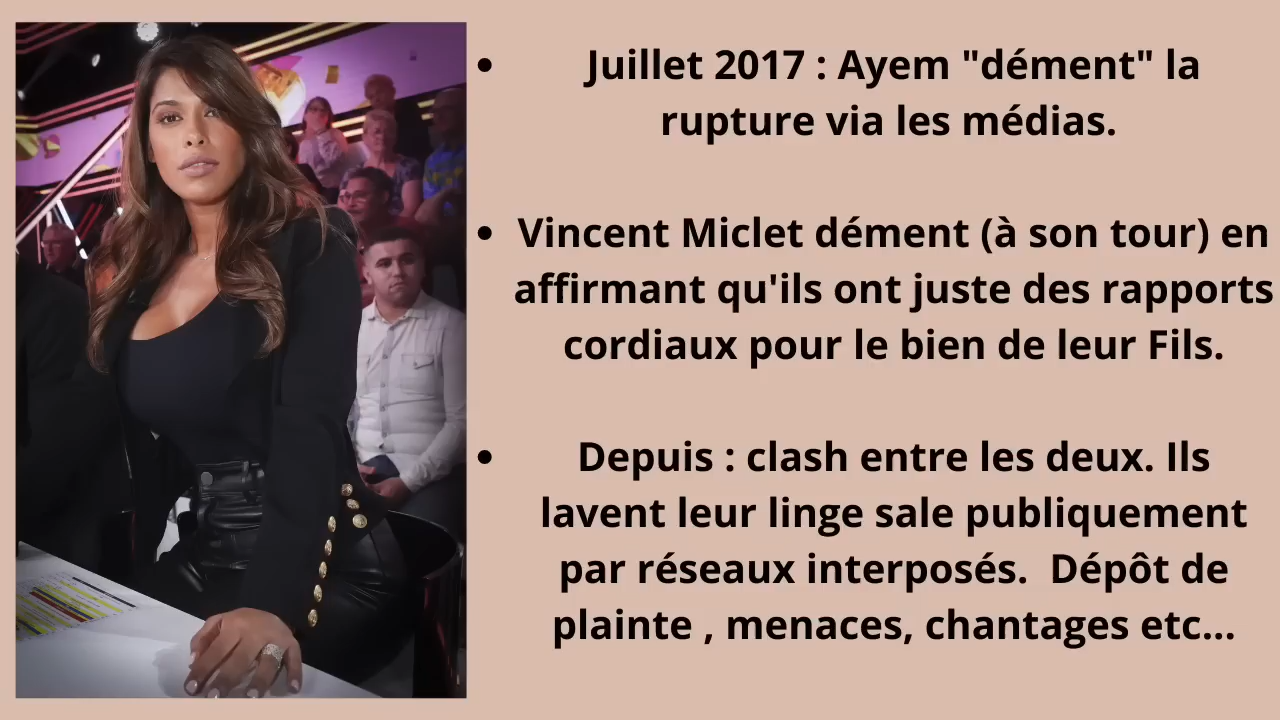 • Juillet 2017 : Ayem "dément" la
rupture via les médias.
• Vincent Miclet dément (à son tour) en
affirmant qu'ils ont juste des rapports
cordiaux pour le bien de leur Fils.
• Depuis : clash entre les deux. Ils
lavent leur linge sale publiquement
par réseaux interposés.  Dépôt de
plainte , menaces, chantages etc...